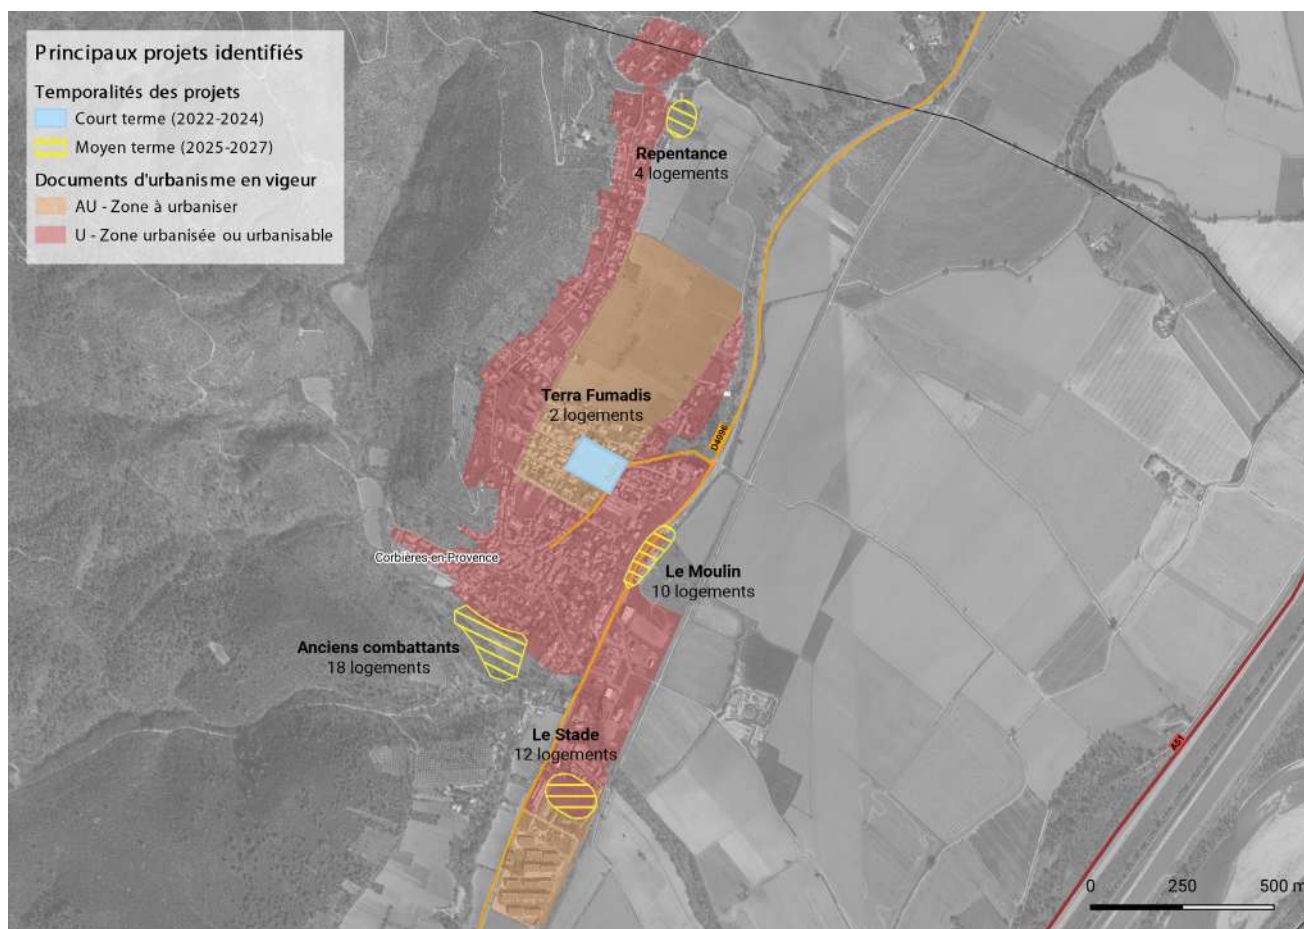 Principaux projets identifiés
Temporalités des projets
Court terme (2022-2024)
Moyen terme (2025-2027)
Documents d'urbanisme en vigeur
AU - Zone à urbaniser
U - Zone urbanisée ou urbanisable
Repentance
4 logements
Terra Fumadis
2 logements
D4096
Corbières-en-Provence
Le Moulin
10 logements
Anciens combattants
18 logements
Le Stade
12 logements
A51
0 250 500 m